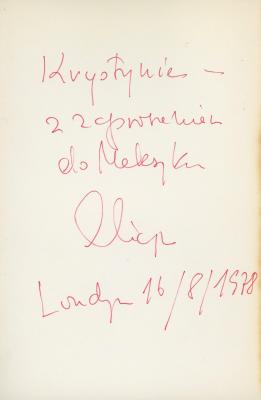 Krystynie –
z zaproszeniem
do Meksyku
Londyn 16/8/1978